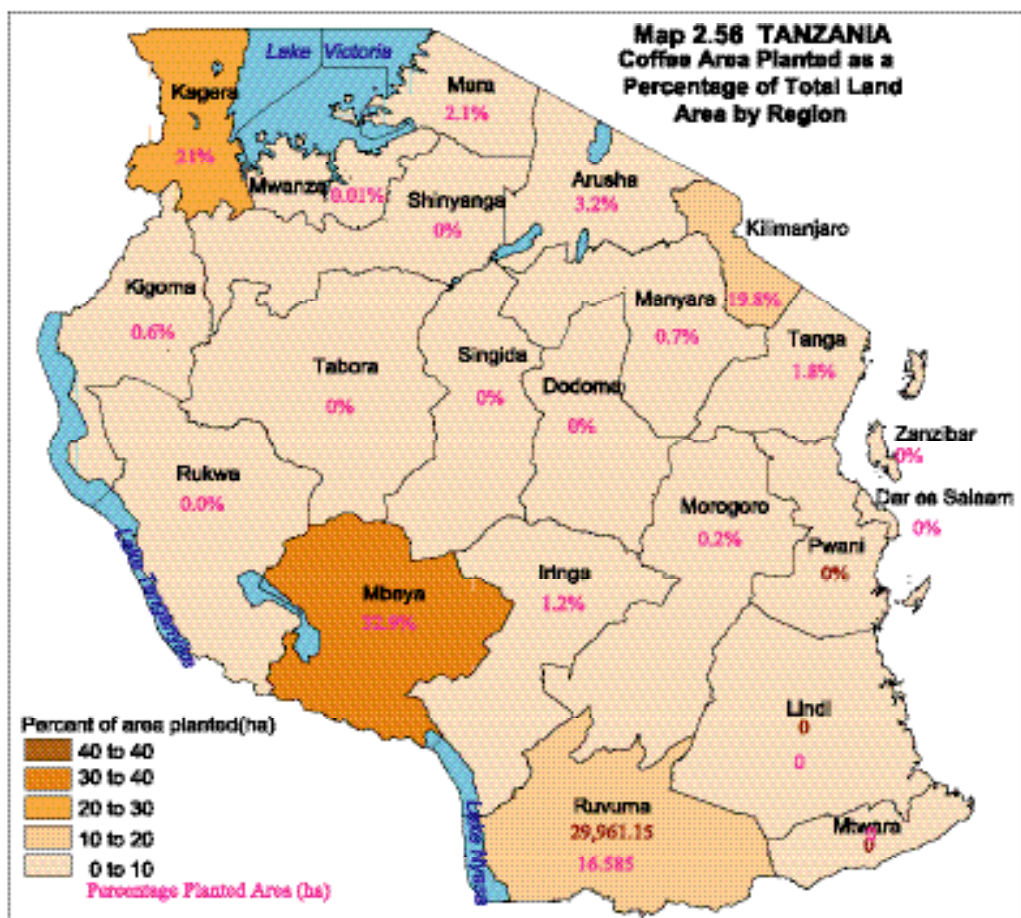 Map 2.56 TANZANIA
Coffee Area Planted as a
Percentage of Total Land
Area by Region
Lake Victoria
Kagera
21%
Mara
2.1%
Mwanza
0.01%
Shinyanga
0%
Arusha
3.2%
Kilimanjaro
19.8%
Kigoma
0.6%
Tabora
0%
Singida
0%
Manyara
0.7%
Dodoma
0%
Tanga
1.8%
Zanzibar
0%
Rukwa
0.0%
Morogoro
0.2%
Dar es Salaam
0%
Pwani
0%
Lake Tanganyika
Mbeya
32.9%
Iringa
1.2%
Lindi
0
0
Ruvuma
29,961.15
16.585
Mtwara
0
0
Lake Nyasa
Percent of area planted(ha)
40 to 40
30 to 40
20 to 30
10 to 20
0 to 10
Percentage Planted Area (ha)